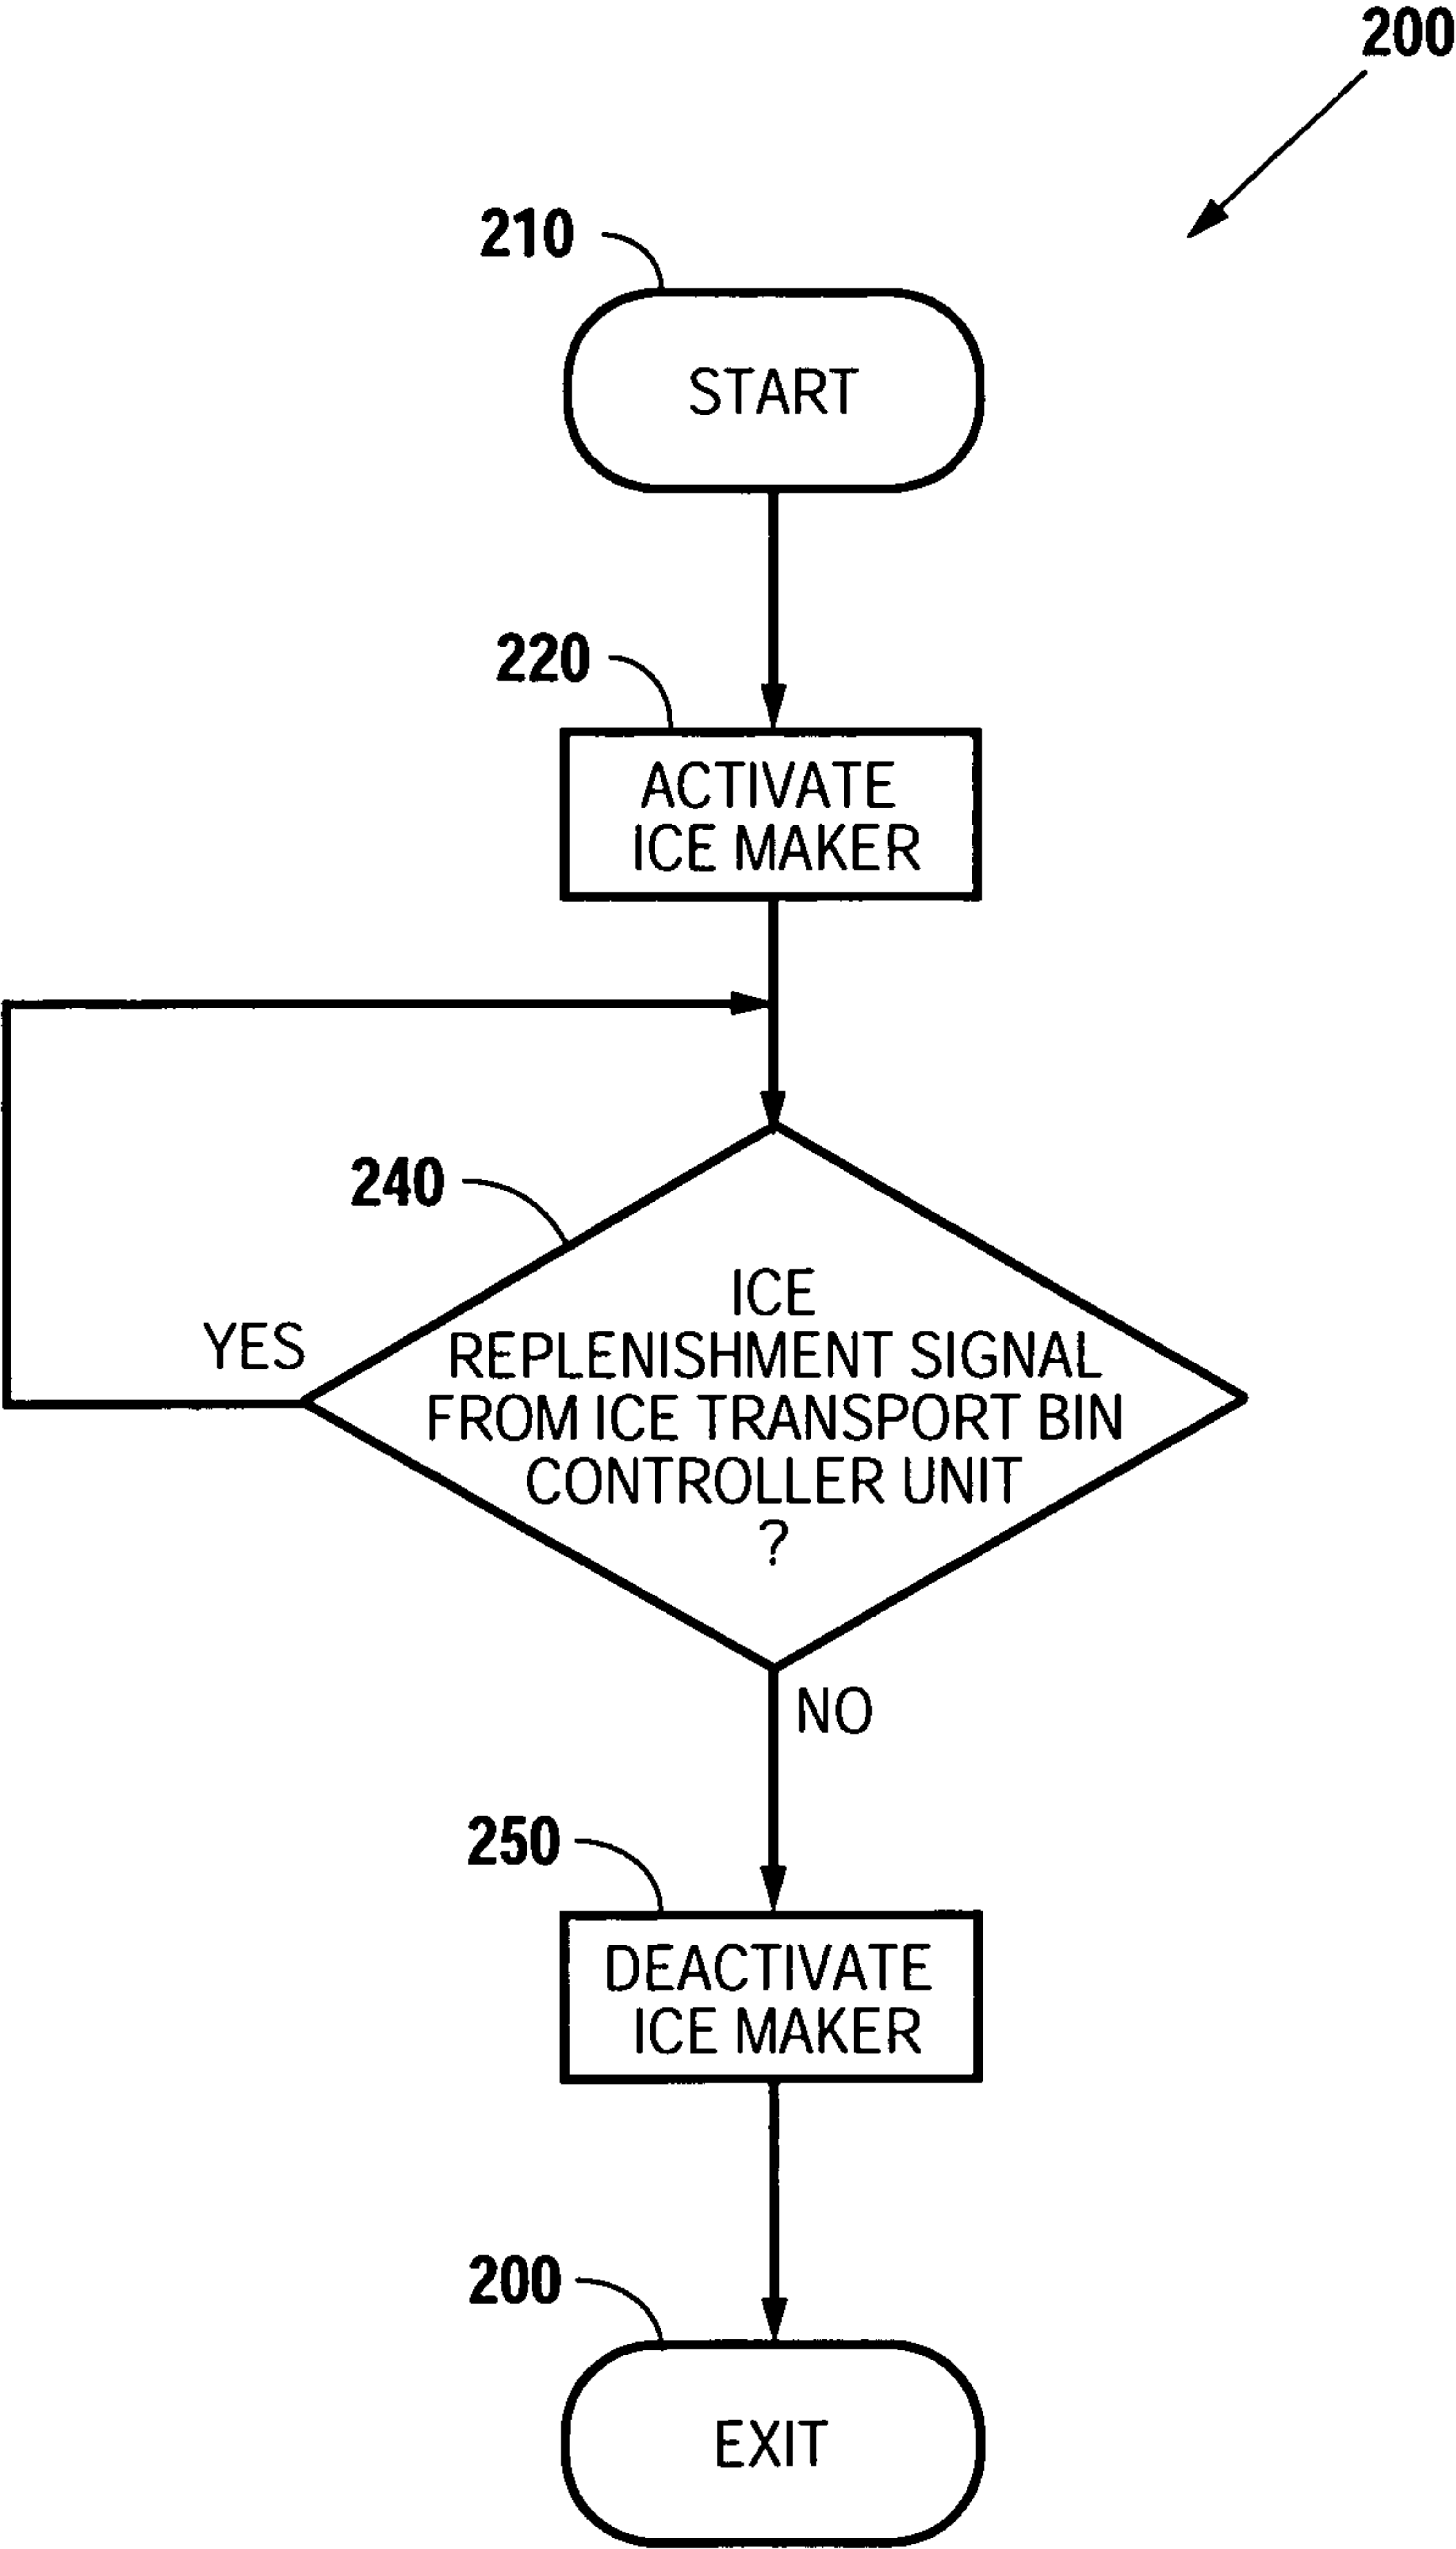 200
210
START
220
ACTIVATE
ICE MAKER
240
ICE
REPLENISHMENT SIGNAL
FROM ICE TRANSPORT BIN
CONTROLLER UNIT
?
YES
NO
250
DEACTIVATE
ICE MAKER
200
EXIT